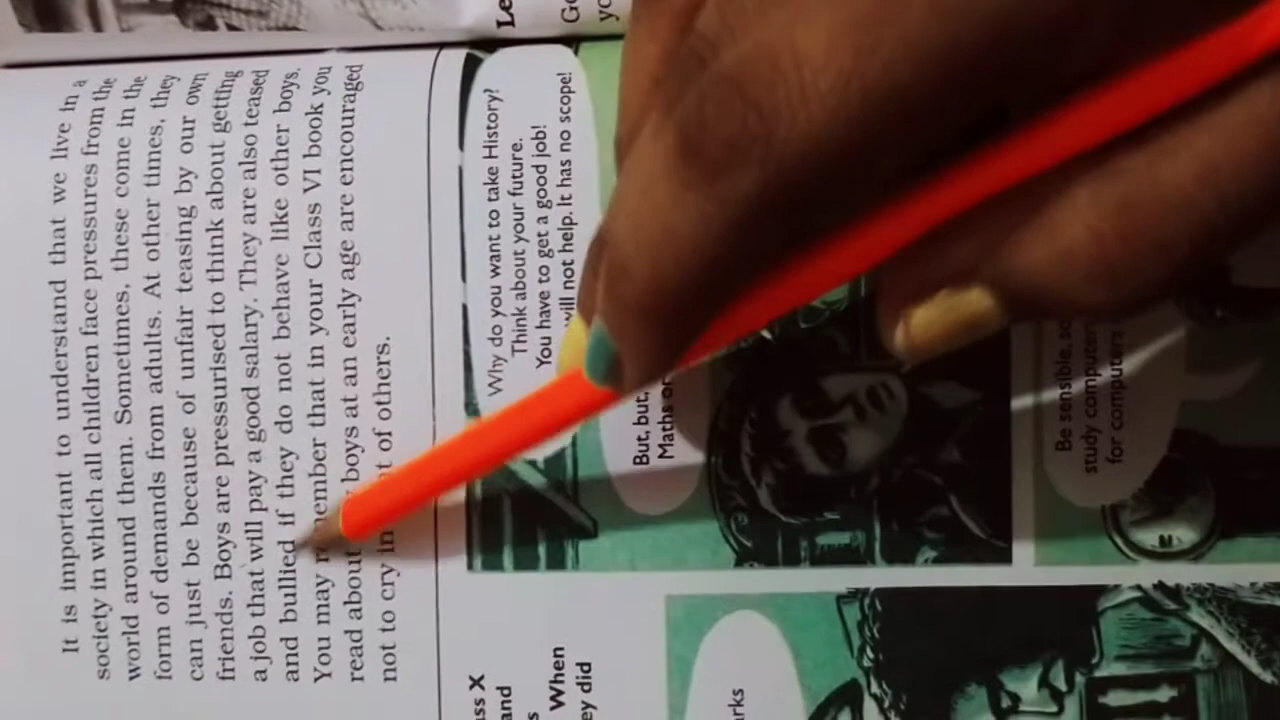 It is important to understand that we live in a
society in which all children face pressures from the
world around them. Sometimes, these come in the
form of demands from adults. At other times, they
can just be because of unfair teasing by our own
friends. Boys are pressurised to think about getting
a job that will pay a good salary. They are also teased
and bullied if they do not behave like other boys.
You may remember that in your Class VI book you
read about boys at an early age are encouraged
not to cry in of others.
Why do you want to take History?
Think about your future.
You have to get a good job!
will not help. It has no scope!
But, but,
Maths or
Be sensible,
study computer
for computers
X
and
When
did